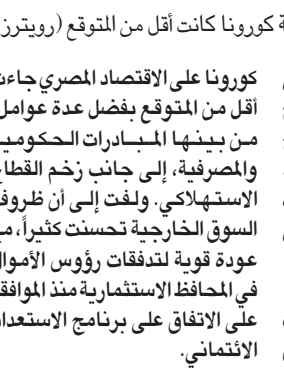 كورونا كانت أقل من المتوقع (رويترز
كورونا على الاقتصاد المصري جاءت
أقل من المتوقع بفضل عدة عوامل
من بينها المبادرات الحكومية
والمصرفية، إلى جانب زخم القطاع
الاستهلاكي. ولفت إلى أن ظروف
السوق الخارجية تحسنت كثيراً، مع
عودة قوية لتدفقات رؤوس الأموال
في المحافظ الاستثمارية منذ الموافقة
على الاتفاق على برنامج الاستعداد
الائتماني.